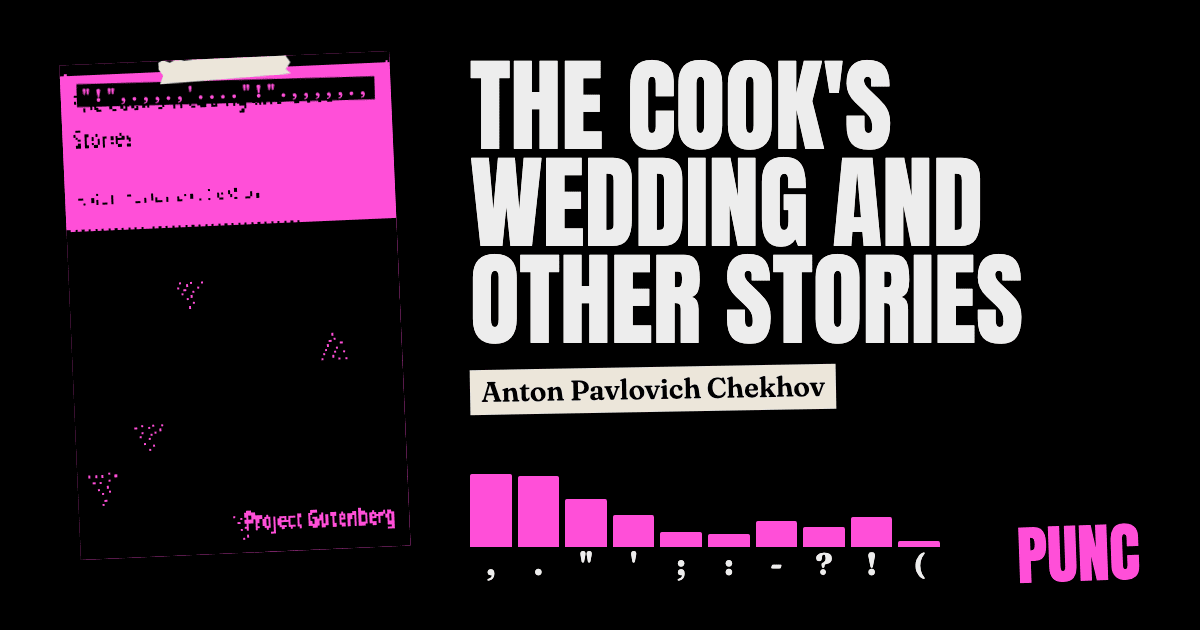 "!",.,,.,'....."!".,,,,,.,
Stories
Project Gutenberg
THE COOK'S
WEDDING AND
OTHER STORIES
Anton Pavlovich Chekhov
, . " ' ; : - ? ! (
PUNC